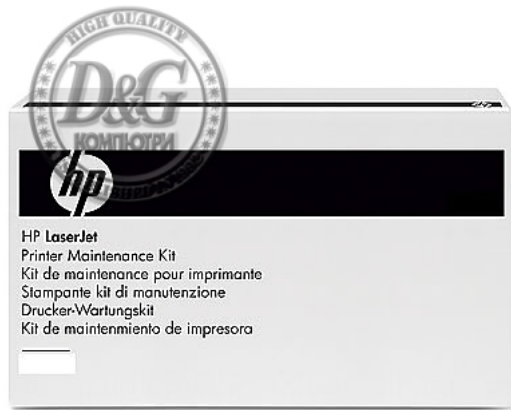 HIGH QUALITY
D&G
КОМПЮТРИ
hp
HP LaserJet
Printer Maintenance Kit
Kit de maintenance pour imprimante
Stampante kit di manutenzione
Drucker-Wartungskit
Kit de maintenmiento de impresora